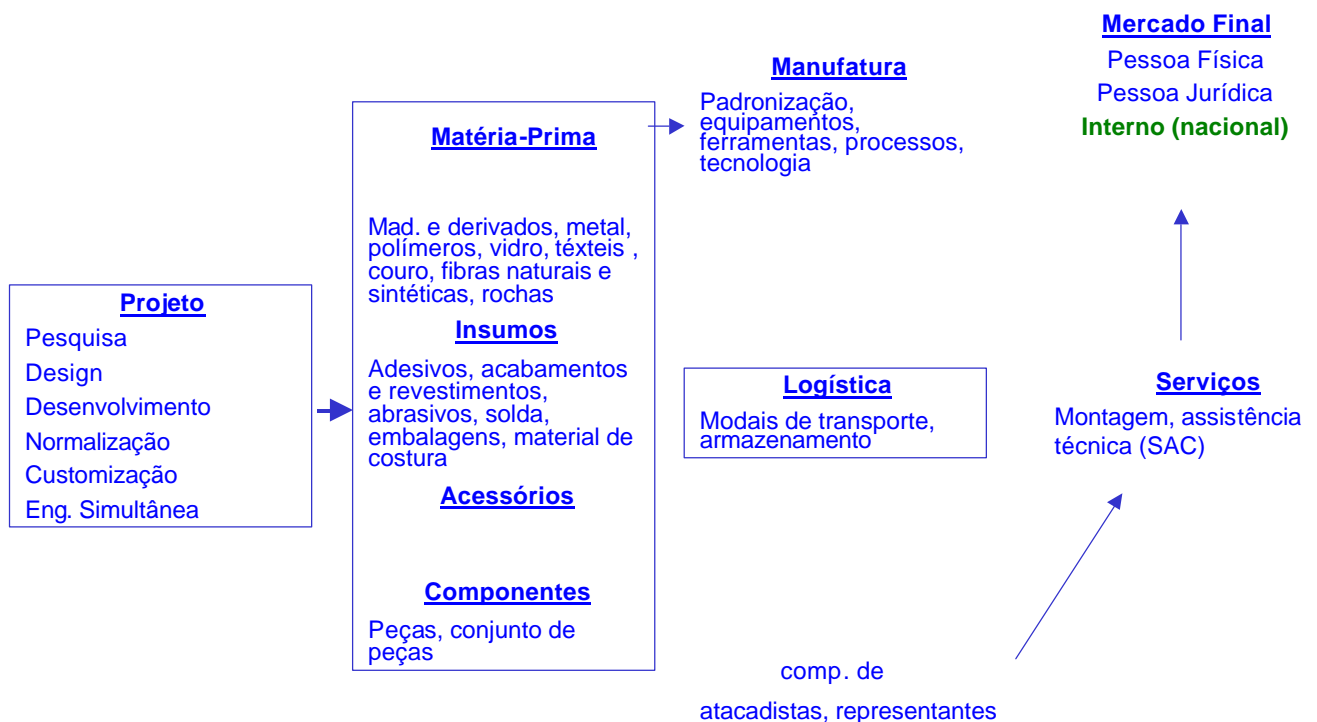 Projeto
Pesquisa
Design
Desenvolvimento
Normalização
Customização
Eng. Simultânea
Matéria-Prima
Mad. e derivados, metal,
polímeros, vidro, téxteis ,
couro, fibras naturais e
sintéticas, rochas
Insumos
Adesivos, acabamentos
e revestimentos,
abrasivos, solda,
embalagens, material de
costura
Acessórios
Componentes
Peças, conjunto de
peças
Manufatura
Padronização,
equipamentos,
ferramentas, processos,
tecnologia
Logística
Modais de transporte,
armazenamento
comp. de
atacadistas, representantes
Serviços
Montagem, assistência
técnica (SAC)
Mercado Final
Pessoa Física
Pessoa Jurídica
Interno (nacional)